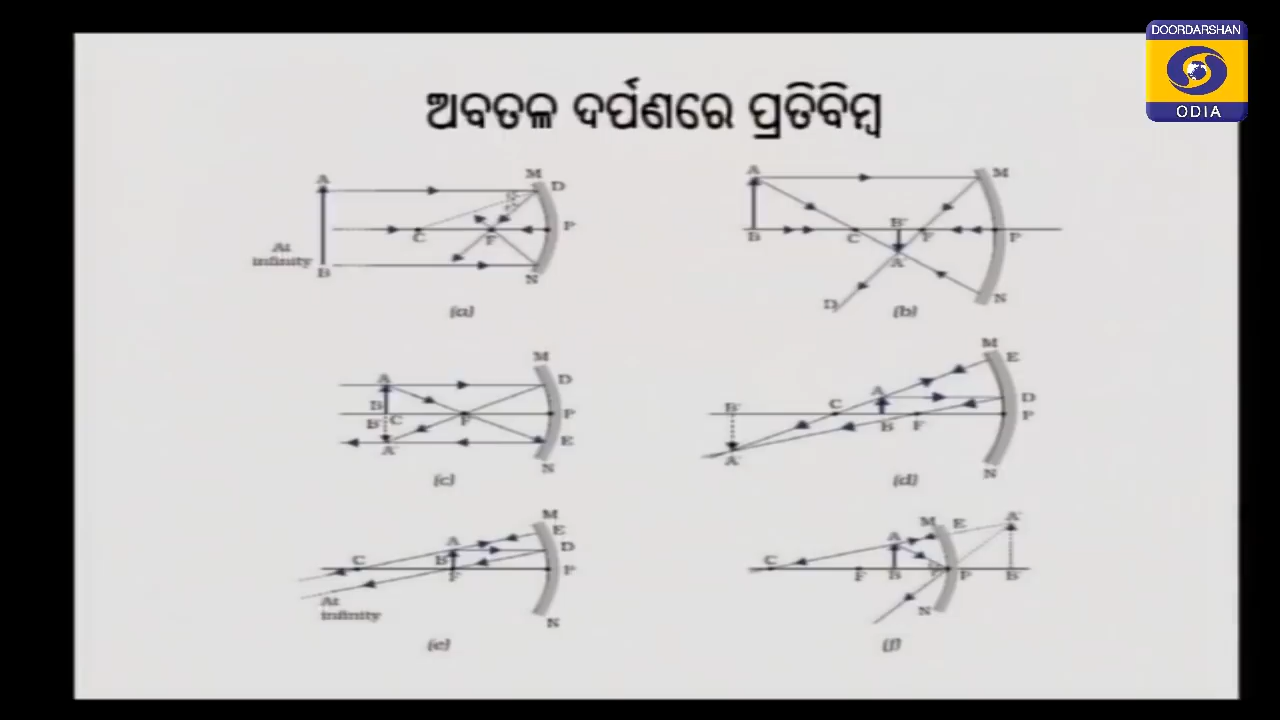 DOORDARSHAN
ODIA
ଅବତଳ ଦର୍ପଣରେ ପ୍ରତିବିମ୍ବ
A M D
C F P
At
infinity
B N
(a)
A M
B C B' F P
A'
D N
(b)
M
A D
B C F P
B'
A' E
N
(c)
M E
A D
B' C B F P
A'
N
(d)
M
E
A D
C B F P
At
infinity
N
(e)
M E A'
A
C F B P B'
N
(f)